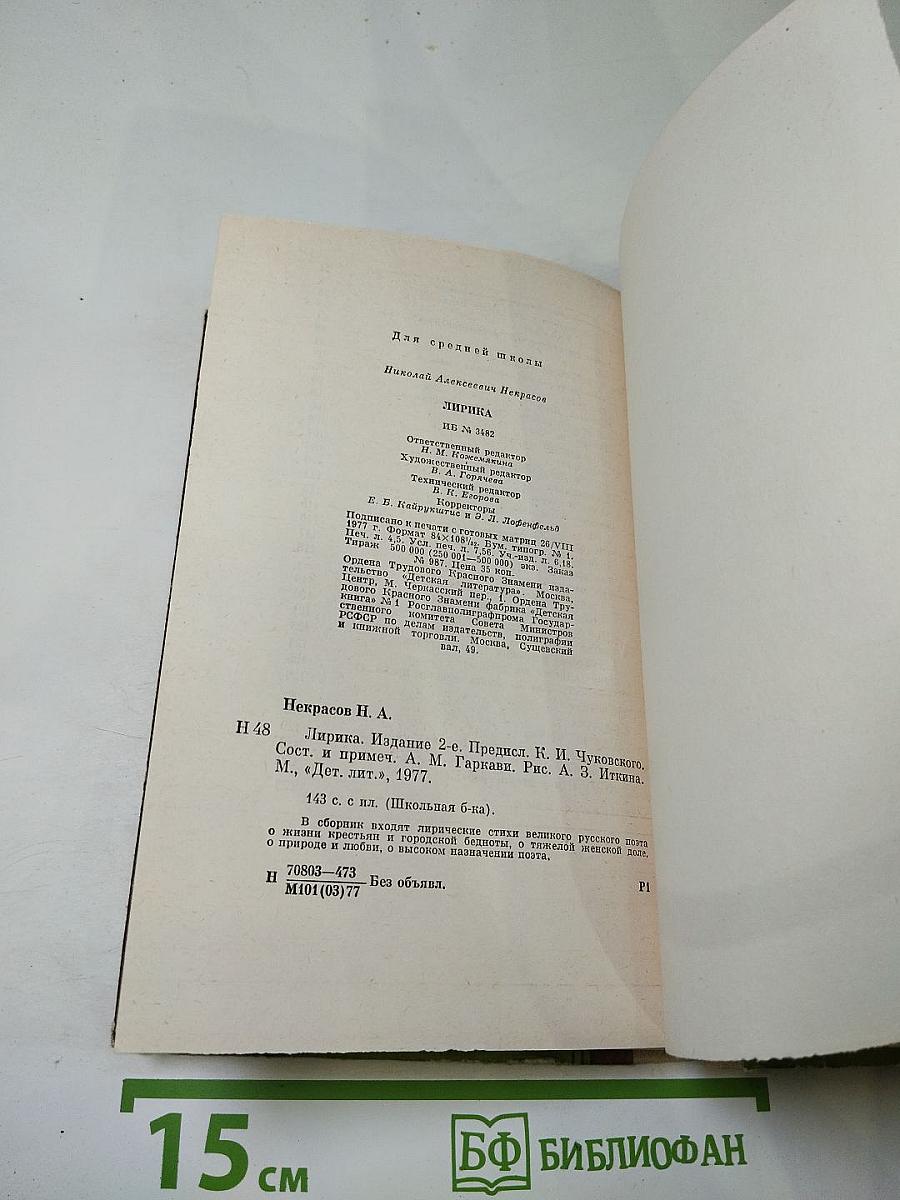 Для средней школы
Николай Алексеевич Некрасов
ЛИРИКА
ИБ № 3482
Ответственный редактор
Н. М. Кожемякина
Художественный редактор
В. А. Горячева
Технический редактор
В. К. Егорова
Корректоры
Е. Б. Кайрукштис и Э. Л. Лофенфельд
Подписано к печати с готовых матриц 26/VIII
1977 г. Формат 84×108¹/₃₂. Бум. типогр. № 1.
Печ. л. 4,5. Усл. печ. л. 7,56. Уч.-изд. л. 6,18.
Тираж 500 000 (250 001—500 000) экз. Заказ
№ 987. Цена 35 коп.
Ордена Трудового Красного Знамени изда-
тельство «Детская литература». Москва,
Центр, М. Черкасский пер., 1. Ордена Тру-
дового Красного Знамени фабрика «Детская
книга» № 1 Росглавполиграфпрома Государ-
ственного комитета Совета Министров
РСФСР по делам издательств, полиграфии
и книжной торговли. Москва, Сущевский
вал, 49.
Некрасов Н. А.
Н 48 Лирика. Издание 2-е. Предисл. К. И. Чуковского.
Сост. и примеч. А. М. Гаркави. Рис. А. З. Иткина.
М., «Дет. лит.», 1977.
143 с. с ил. (Школьная б-ка).
В сборник входят лирические стихи великого русского поэта
о жизни крестьян и городской бедноты, о тяжелой женской доле,
о природе и любви, о высоком назначении поэта.
Н 70803—473
М101(03)77 Без объявл. Р1
15 см БФ БИБЛИОФАН